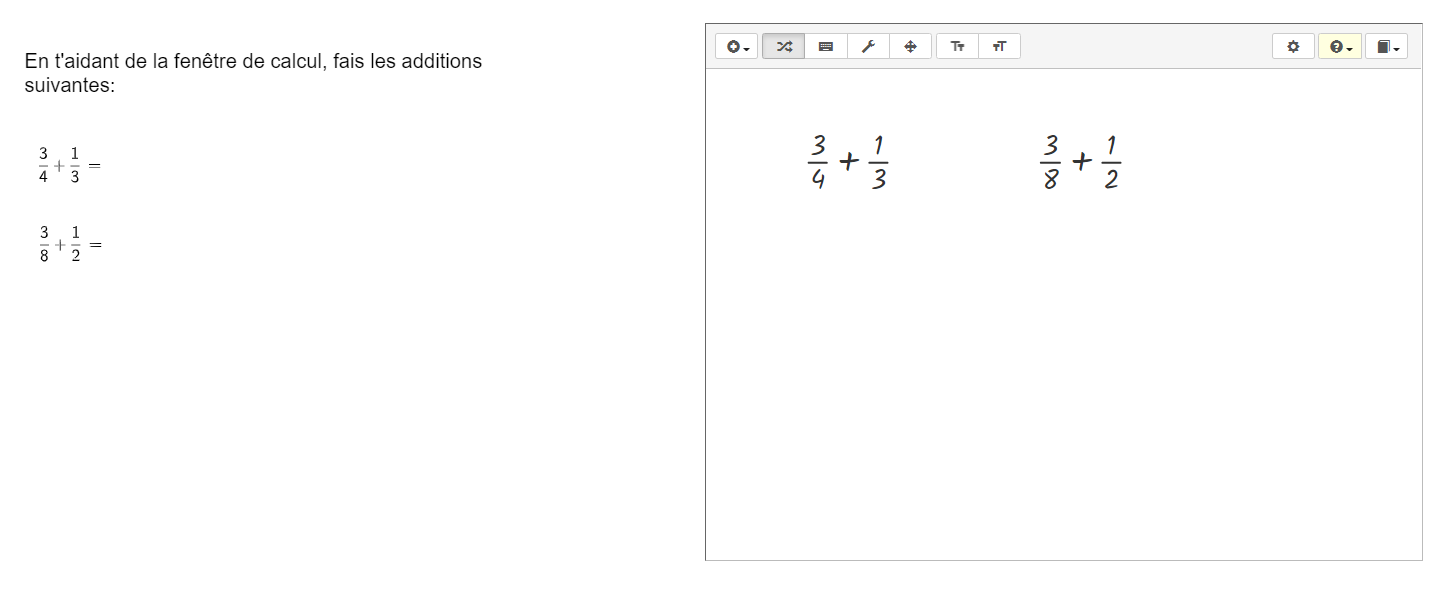 En t'aidant de la fenêtre de calcul, fais les additions
suivantes:
3/4 + 1/3 =
3/8 + 1/2 =
3/4 + 1/3
3/8 + 1/2